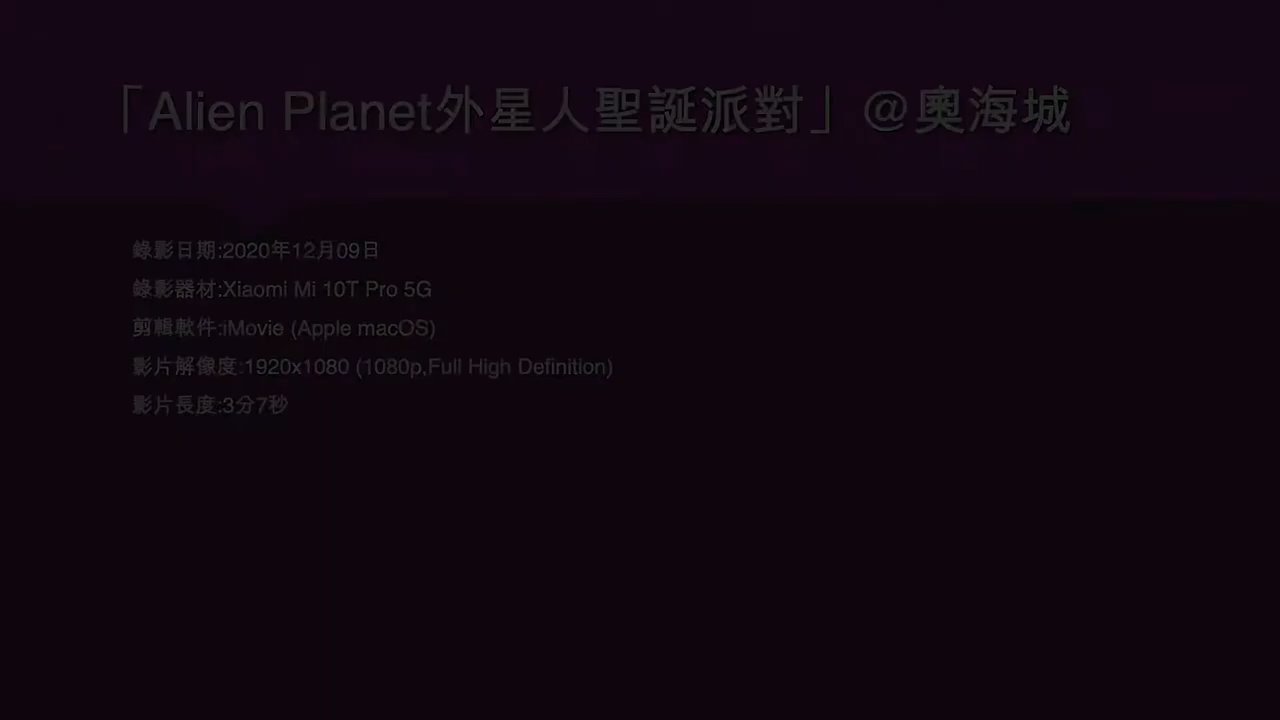 「Alien Planet外星人聖誕派對」@奧海城
錄影日期:2020年12月09日
錄影器材:Xiaomi Mi 10T Pro 5G
剪輯軟件:iMovie (Apple macOS)
影片解像度:1920x1080 (1080p,Full High Definition)
影片長度:3分7秒